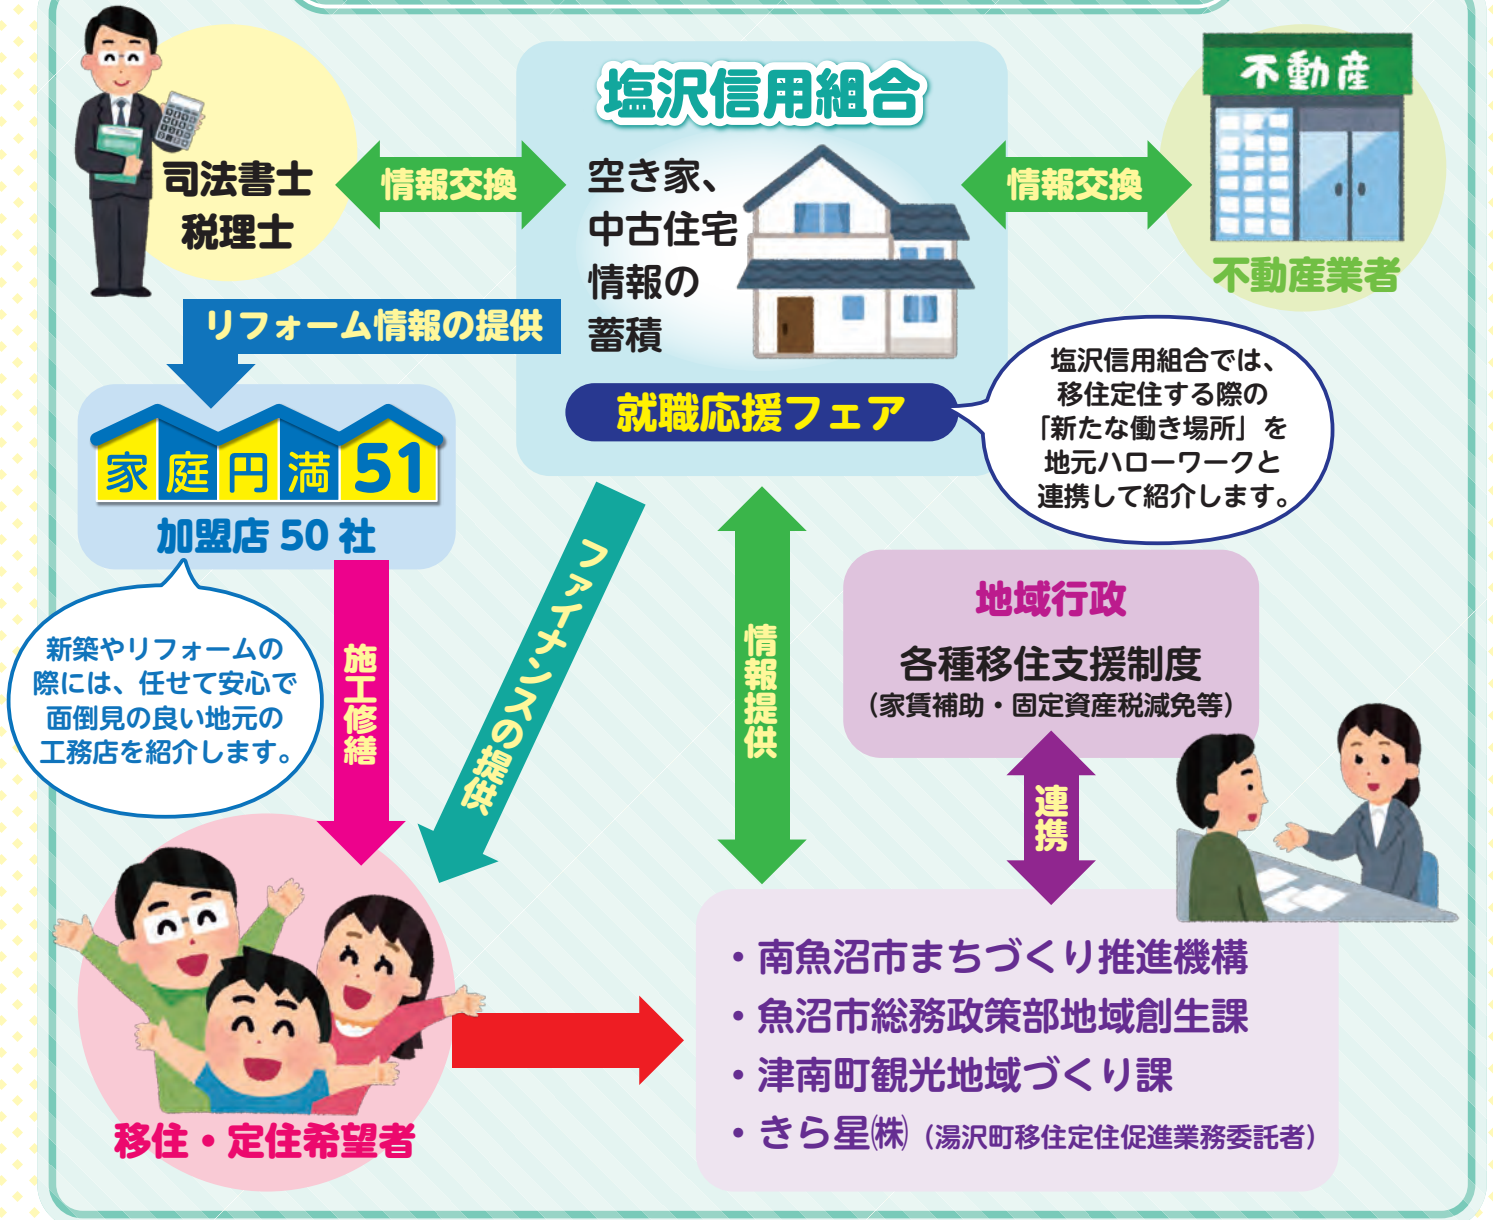 塩沢信用組合
空き家、
中古住宅
情報の
蓄積
就職応援フェア
司法書士
税理士
情報交換
情報交換
不動産
不動産業者
リフォーム情報の提供
家庭円満51
加盟店50社
塩沢信用組合では、
移住定住する際の
「新たな働き場所」を
地元ハローワークと
連携して紹介します。
新築やリフォームの
際には、任せて安心で
面倒見の良い地元の
工務店を紹介します。
施工修繕
ファイナンスの提供
情報提供
地域行政
各種移住支援制度
（家賃補助・固定資産税減免等）
連携
移住・定住希望者
・南魚沼市まちづくり推進機構
・魚沼市総務政策部地域創生課
・津南町観光地域づくり課
・きら星㈱（湯沢町移住定住促進業務委託者）